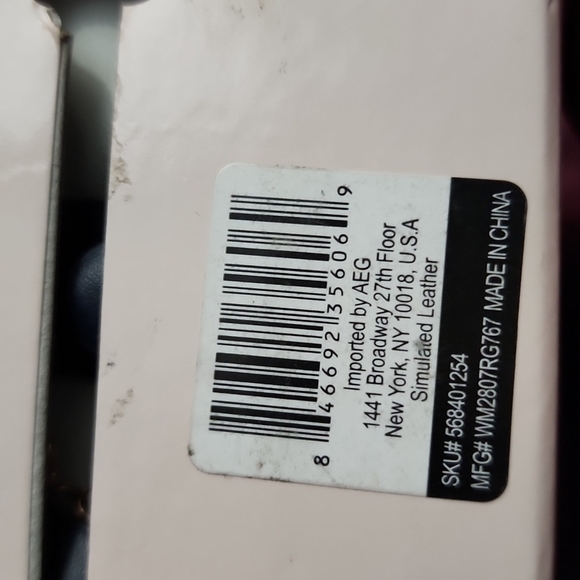 8 46692 35606 9
Imported by AEG
1441 Broadway 27th Floor
New York, NY 10018, U.S.A
Simulated Leather
SKU# 568401254
MFG# WM2807RG767 MADE IN CHINA